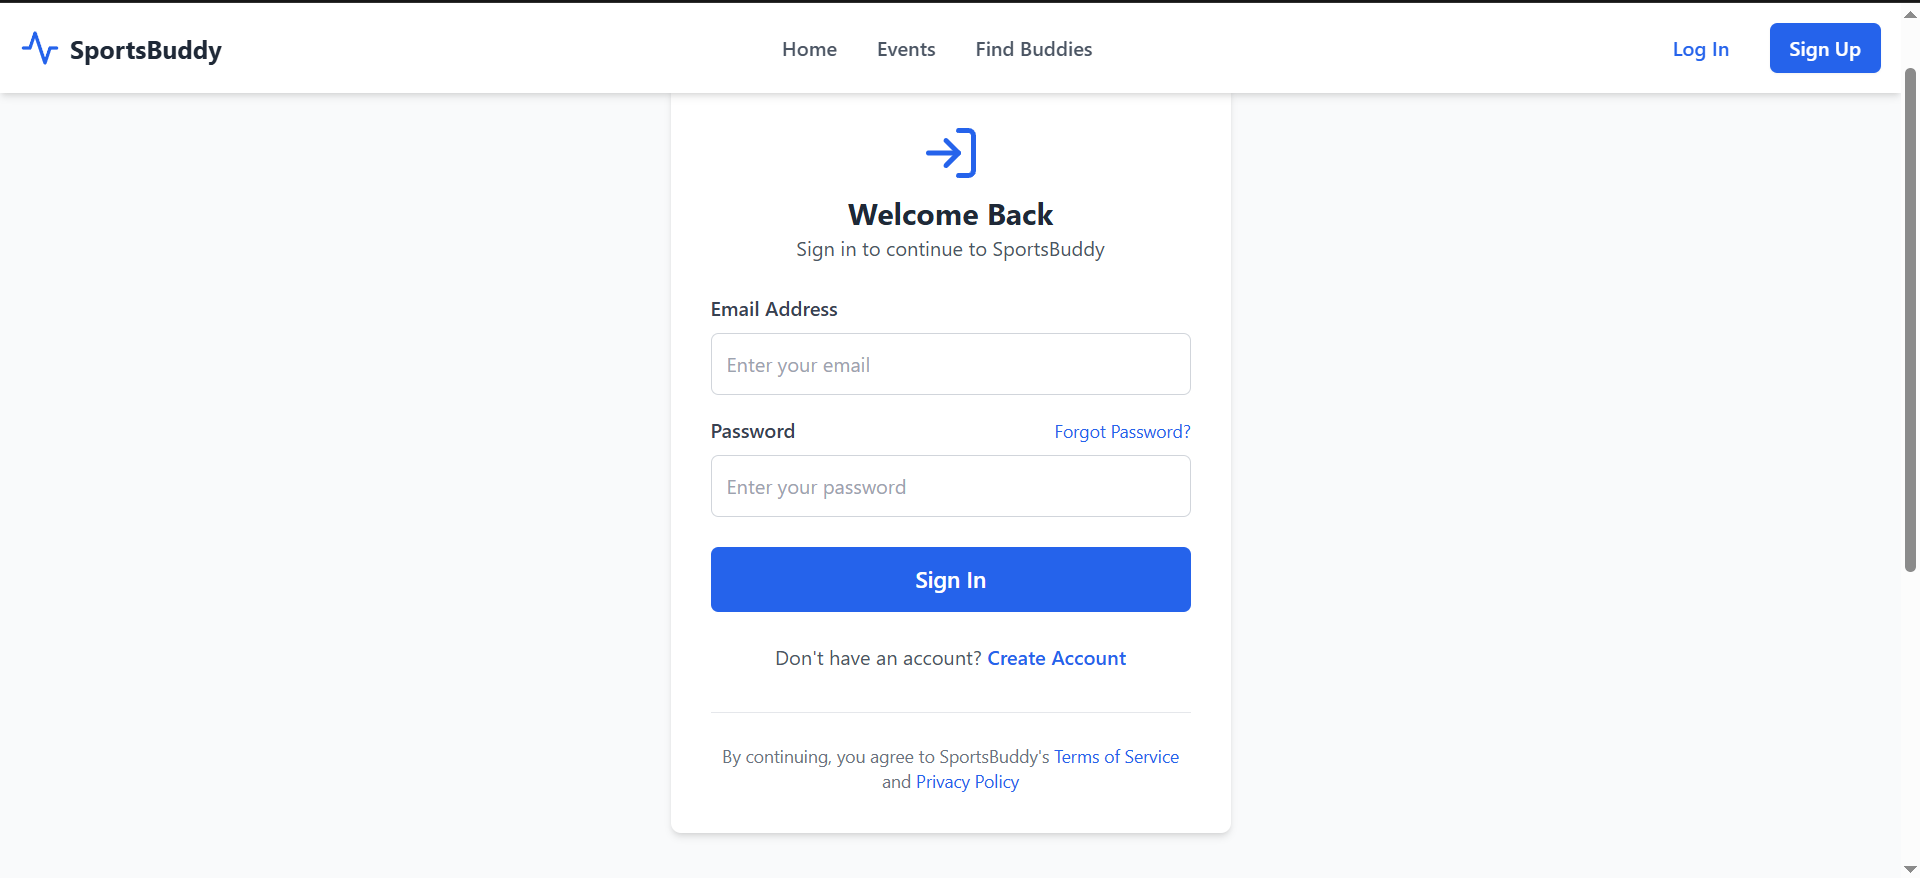 SportsBuddy
Home
Events
Find Buddies
Log In
Sign Up
Welcome Back
Sign in to continue to SportsBuddy
Email Address
Enter your email
Password
Forgot Password?
Enter your password
Sign In
Don't have an account? Create Account
By continuing, you agree to SportsBuddy's Terms of Service
and Privacy Policy